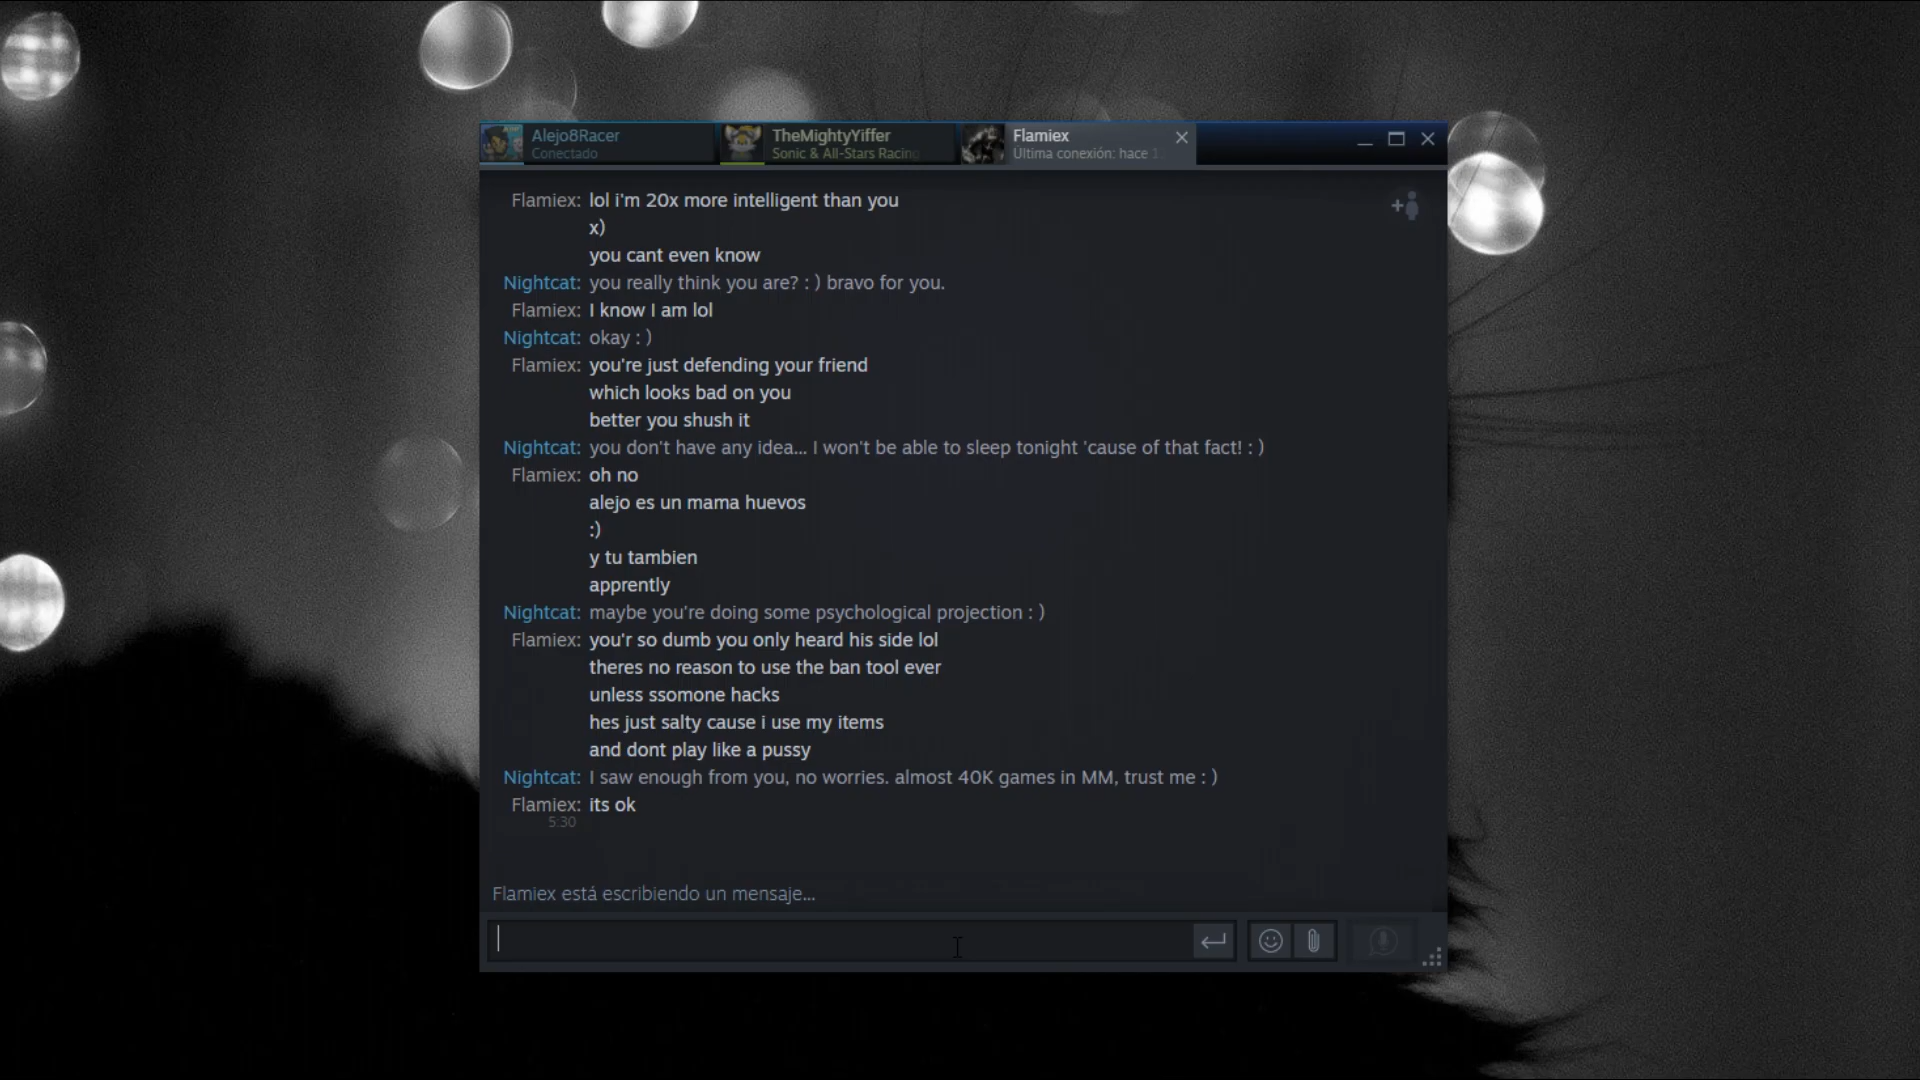 Alejo8Racer
Conectado
TheMightyYiffer
Sonic & All-Stars Racing
Flamiex
Última conexión: hace 1
Flamiex: lol i'm 20x more intelligent than you
x)
you cant even know
Nightcat: you really think you are? : ) bravo for you.
Flamiex: I know I am lol
Nightcat: okay : )
Flamiex: you're just defending your friend
which looks bad on you
better you shush it
Nightcat: you don't have any idea... I won't be able to sleep tonight 'cause of that fact! : )
Flamiex: oh no
alejo es un mama huevos
:)
y tu tambien
apprently
Nightcat: maybe you're doing some psychological projection : )
Flamiex: you'r so dumb you only heard his side lol
theres no reason to use the ban tool ever
unless ssomone hacks
hes just salty cause i use my items
and dont play like a pussy
Nightcat: I saw enough from you, no worries. almost 40K games in MM, trust me : )
Flamiex: its ok
5:30
Flamiex está escribiendo un mensaje...